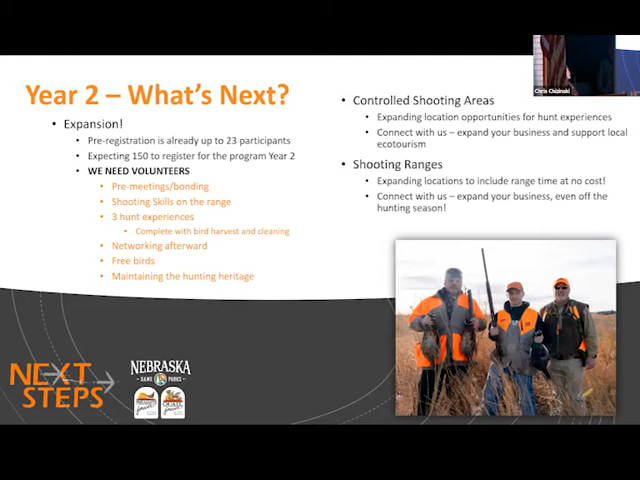 Year 2 – What's Next?
• Expansion!
• Pre-registration is already up to 23 participants
• Expecting 150 to register for the program Year 2
• WE NEED VOLUNTEERS
• Pre-meetings/bonding
• Shooting Skills on the range
• 3 hunt experiences
• Complete with bird harvest and cleaning
• Networking afterward
• Free birds
• Maintaining the hunting heritage
• Controlled Shooting Areas
• Expanding location opportunities for hunt experiences
• Connect with us – expand your business and support local
ecotourism
• Shooting Ranges
• Expanding locations to include range time at no cost!
• Connect with us – expand your business, even off the
hunting season!
Chris Chizinski
NEXT
STEPS
NEBRASKA
GAME PARKS